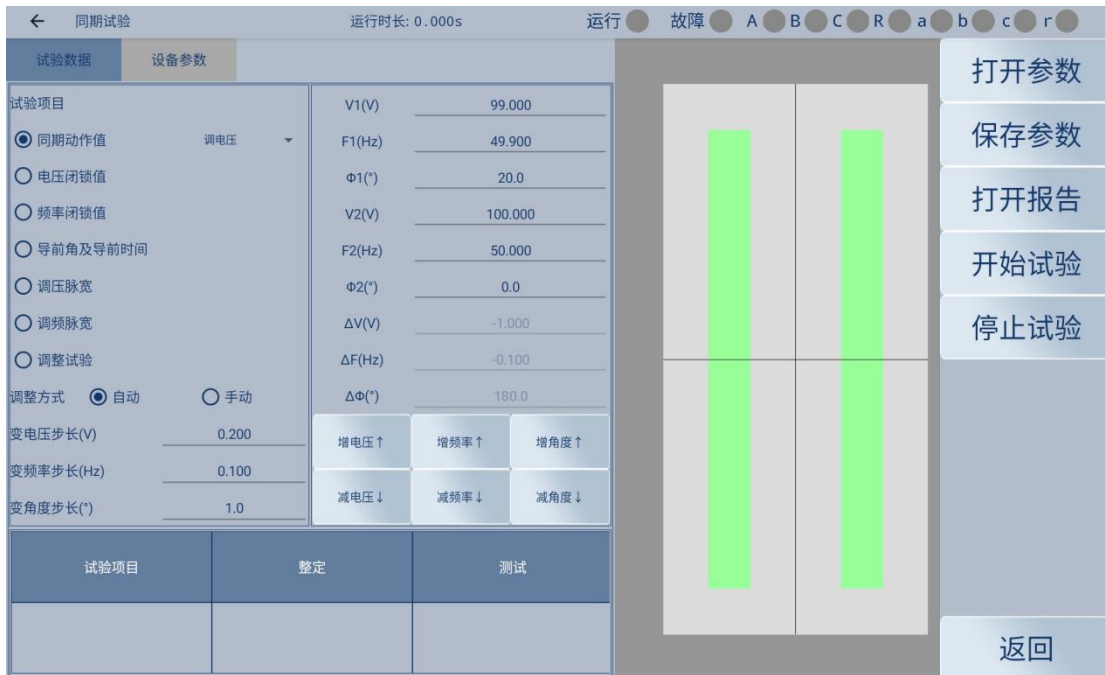 同期试验 运行时长: 0.000s 运行 故障 A B C R a b c r
试验数据 设备参数
试验项目
同期动作值 调电压
电压闭锁值
频率闭锁值
导前角及导前时间
调压脉宽
调频脉宽
调整试验
调整方式 自动 手动
变电压步长(V) 0.200
变频率步长(Hz) 0.100
变角度步长(°) 1.0
V1(V) 99.000
F1(Hz) 49.900
Φ1(°) 20.0
V2(V) 100.000
F2(Hz) 50.000
Φ2(°) 0.0
ΔV(V) -1.000
ΔF(Hz) -0.100
ΔΦ(°) 180.0
增电压↑ 增频率↑ 增角度↑
减电压↓ 减频率↓ 减角度↓
试验项目 整定 测试
打开参数
保存参数
打开报告
开始试验
停止试验
返回